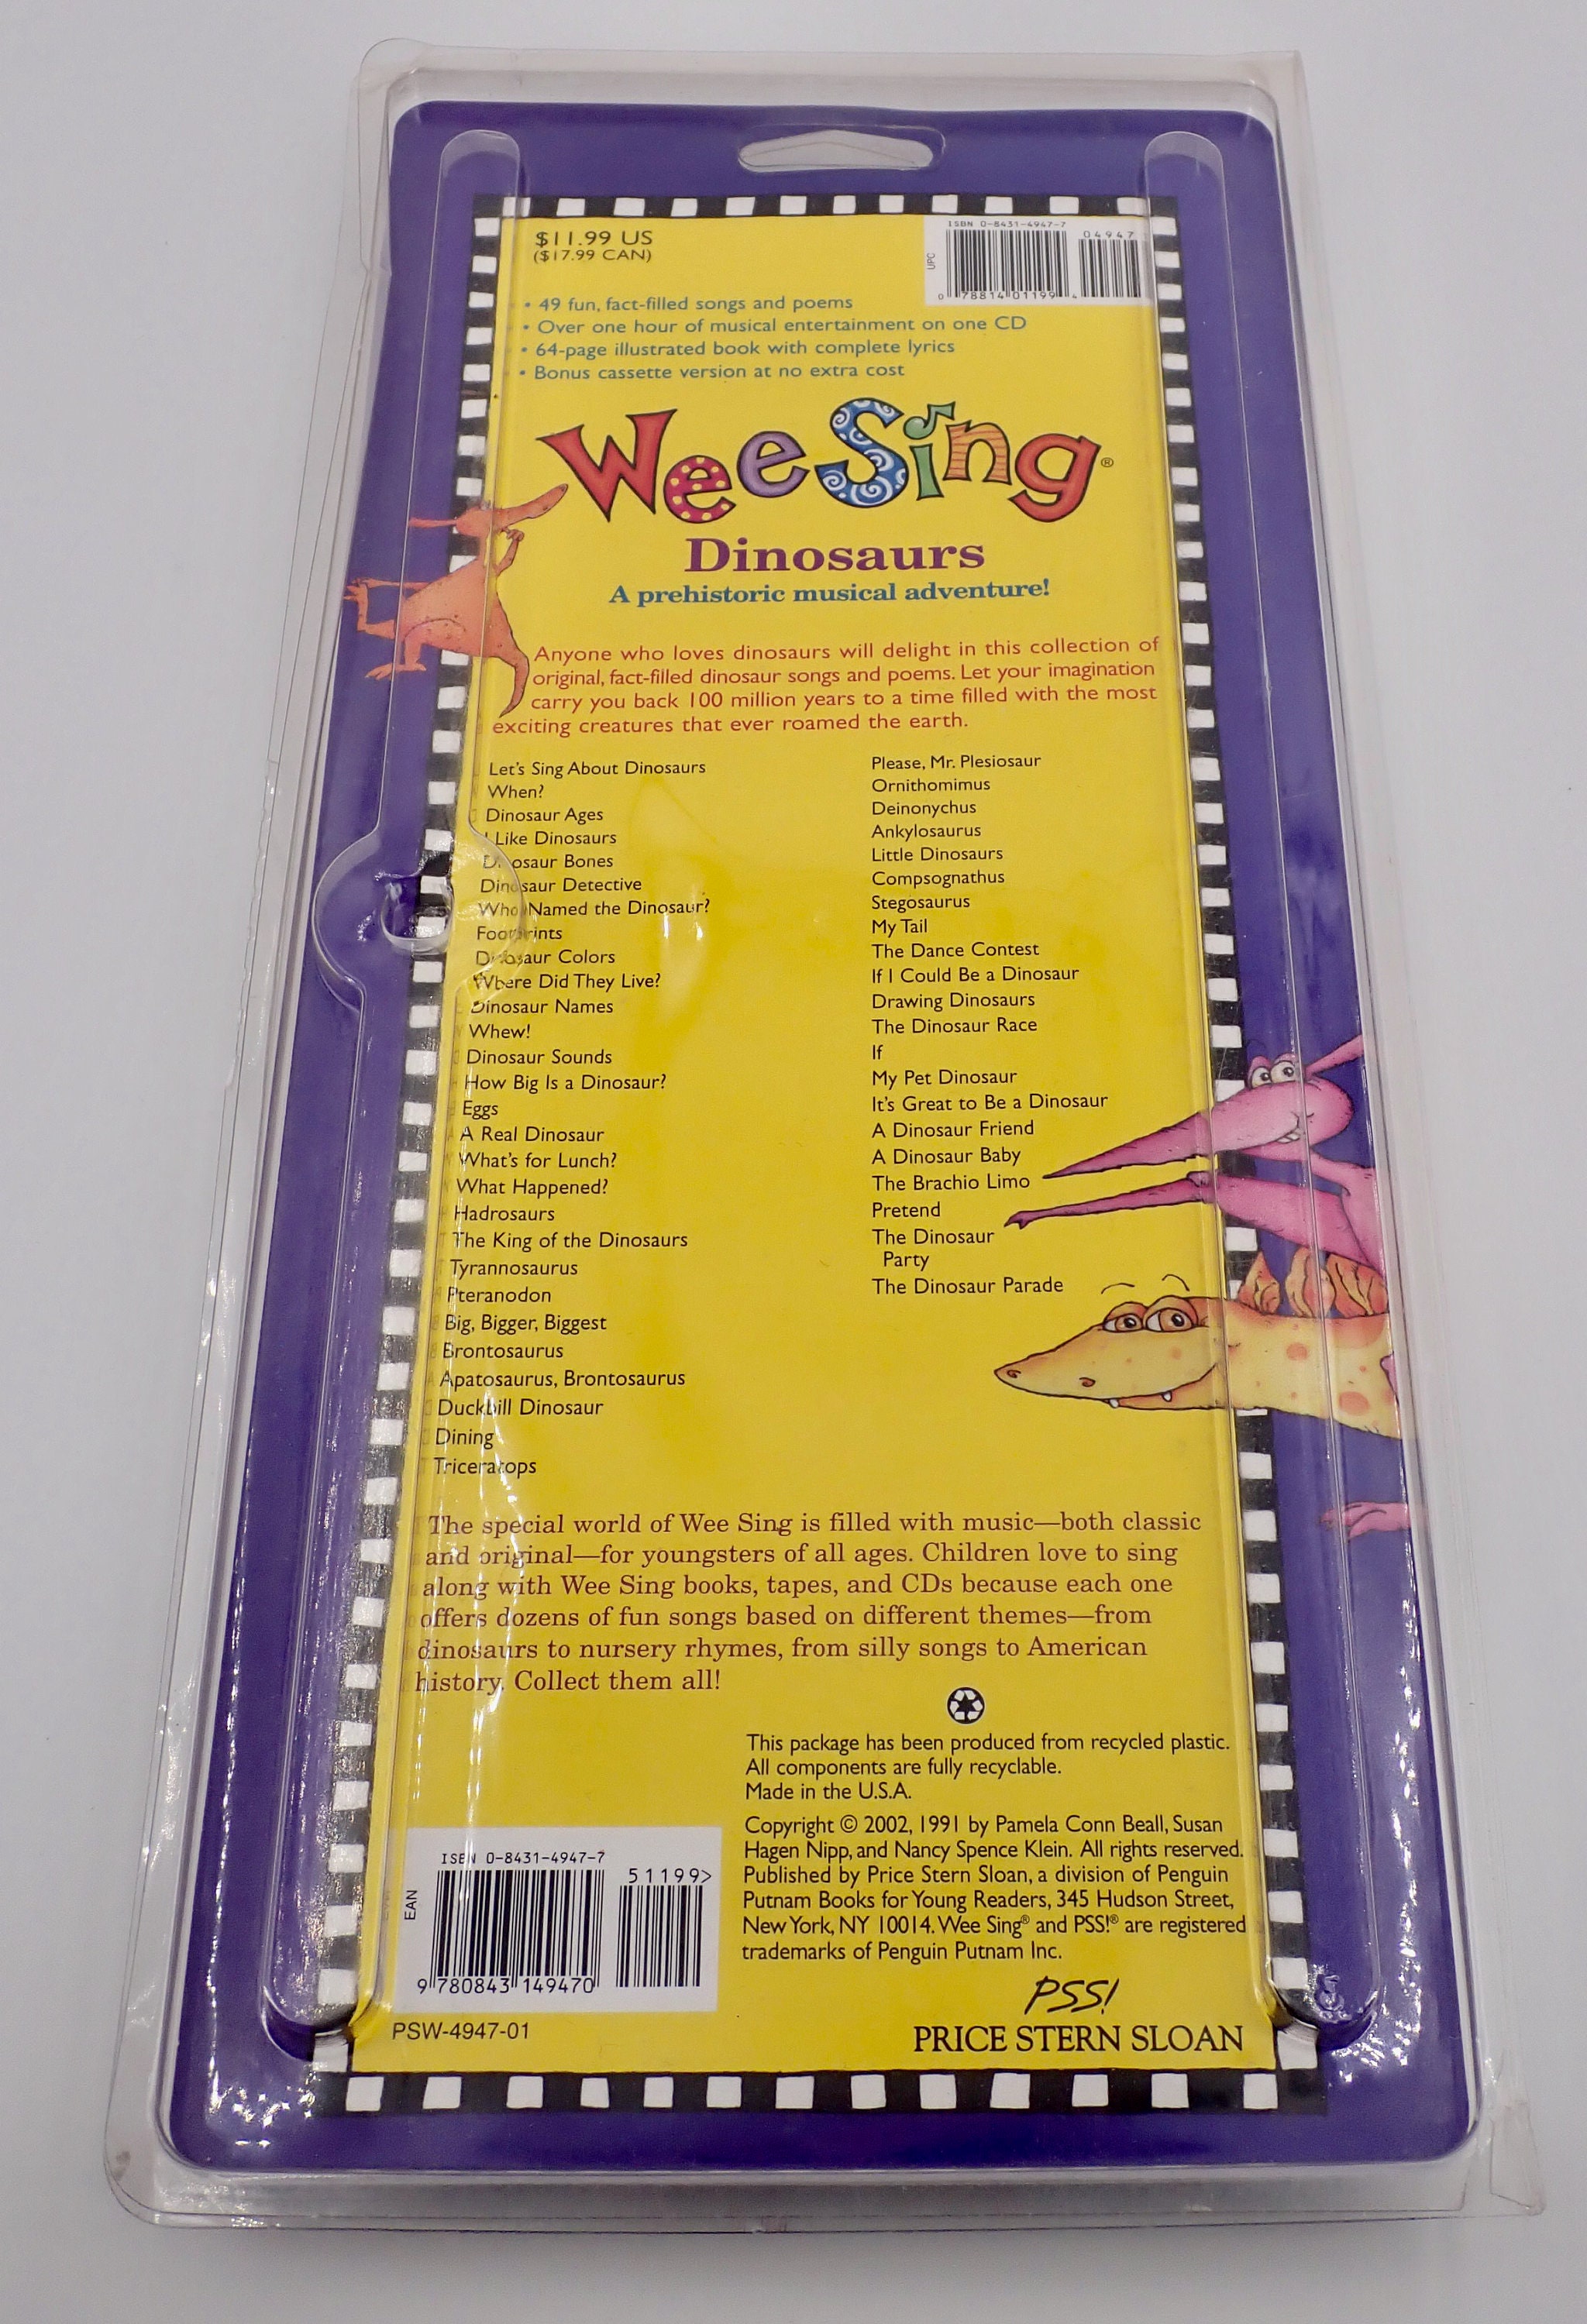 $11.99 US
($17.99 CAN)
ISBN 0-8431-4947-7
04947
UPC
0 78814 01199 4
• 49 fun, fact-filled songs and poems
• Over one hour of musical entertainment on one CD
• 64-page illustrated book with complete lyrics
• Bonus cassette version at no extra cost
Wee Sing®
Dinosaurs
A prehistoric musical adventure!
Anyone who loves dinosaurs will delight in this collection of
original, fact-filled dinosaur songs and poems. Let your imagination
carry you back 100 million years to a time filled with the most
exciting creatures that ever roamed the earth.
Let's Sing About Dinosaurs
When?
Dinosaur Ages
I Like Dinosaurs
Dinosaur Bones
Dinosaur Detective
Who Named the Dinosaur?
Footprints
Dinosaur Colors
Where Did They Live?
Dinosaur Names
Whew!
Dinosaur Sounds
How Big Is a Dinosaur?
Eggs
A Real Dinosaur
What's for Lunch?
What Happened?
Hadrosaurs
The King of the Dinosaurs
Tyrannosaurus
Pteranodon
Big, Bigger, Biggest
Brontosaurus
Apatosaurus, Brontosaurus
Duckbill Dinosaur
Dining
Triceratops
Please, Mr. Plesiosaur
Ornithomimus
Deinonychus
Ankylosaurus
Little Dinosaurs
Compsognathus
Stegosaurus
My Tail
The Dance Contest
If I Could Be a Dinosaur
Drawing Dinosaurs
The Dinosaur Race
If
My Pet Dinosaur
It's Great to Be a Dinosaur
A Dinosaur Friend
A Dinosaur Baby
The Brachio Limo
Pretend
The Dinosaur
Party
The Dinosaur Parade
The special world of Wee Sing is filled with music—both classic
and original—for youngsters of all ages. Children love to sing
along with Wee Sing books, tapes, and CDs because each one
offers dozens of fun songs based on different themes—from
dinosaurs to nursery rhymes, from silly songs to American
history. Collect them all!
This package has been produced from recycled plastic.
All components are fully recyclable.
Made in the U.S.A.
Copyright © 2002, 1991 by Pamela Conn Beall, Susan
Hagen Nipp, and Nancy Spence Klein. All rights reserved.
Published by Price Stern Sloan, a division of Penguin
Putnam Books for Young Readers, 345 Hudson Street,
New York, NY 10014. Wee Sing® and PSS!® are registered
trademarks of Penguin Putnam Inc.
ISBN 0-8431-4947-7
51199>
EAN
9 780843 149470
PSW-4947-01
PSS!
PRICE STERN SLOAN